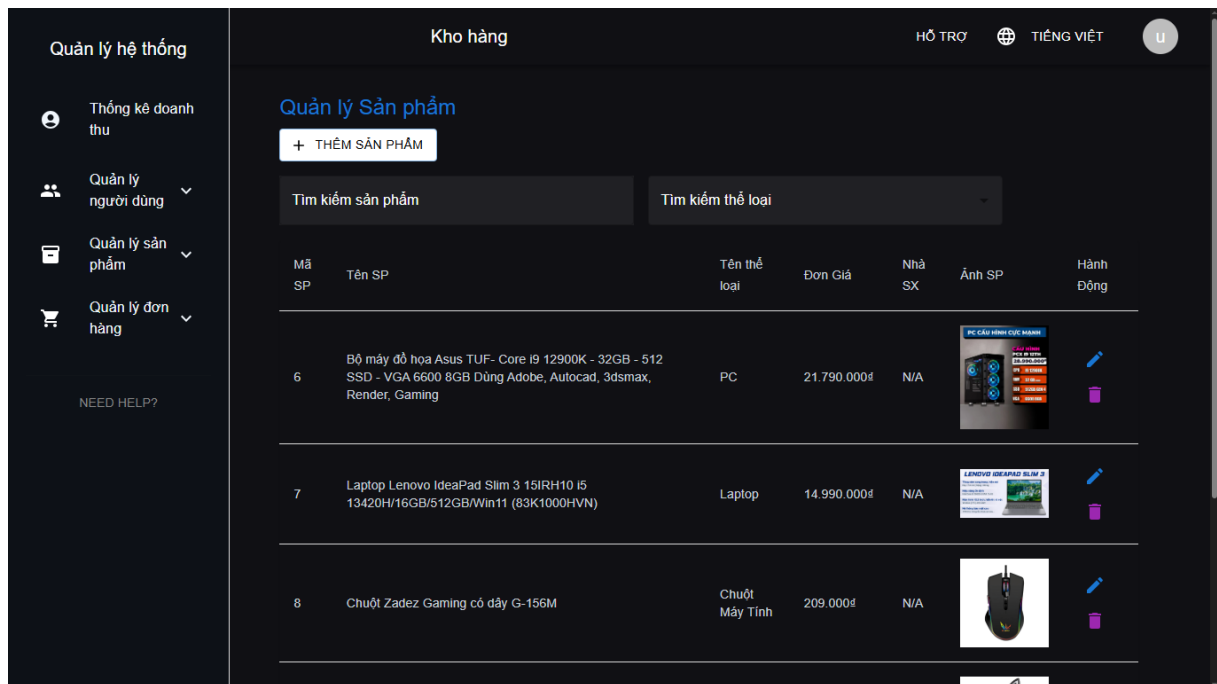 Quản lý hệ thống
Kho hàng
HỖ TRỢ
TIẾNG VIỆT
u
Thống kê doanh
thu
Quản lý
người dùng
Quản lý sản
phẩm
Quản lý đơn
hàng
NEED HELP?
Quản lý Sản phẩm
+ THÊM SẢN PHẨM
Tìm kiếm sản phẩm
Tìm kiếm thể loại
Mã
SP
Tên SP
Tên thể
loại
Đơn Giá
Nhà
SX
Ảnh SP
Hành
Động
6
Bộ máy đồ họa Asus TUF- Core i9 12900K - 32GB - 512
SSD - VGA 6600 8GB Dùng Adobe, Autocad, 3dsmax,
Render, Gaming
PC
21.790.000₫
N/A
PC CẤU HÌNH CỰC MẠNH
7
Laptop Lenovo IdeaPad Slim 3 15IRH10 i5
13420H/16GB/512GB/Win11 (83K1000HVN)
Laptop
14.990.000₫
N/A
LENOVO IDEAPAD SLIM 3
8
Chuột Zadez Gaming có dây G-156M
Chuột
Máy Tính
209.000₫
N/A